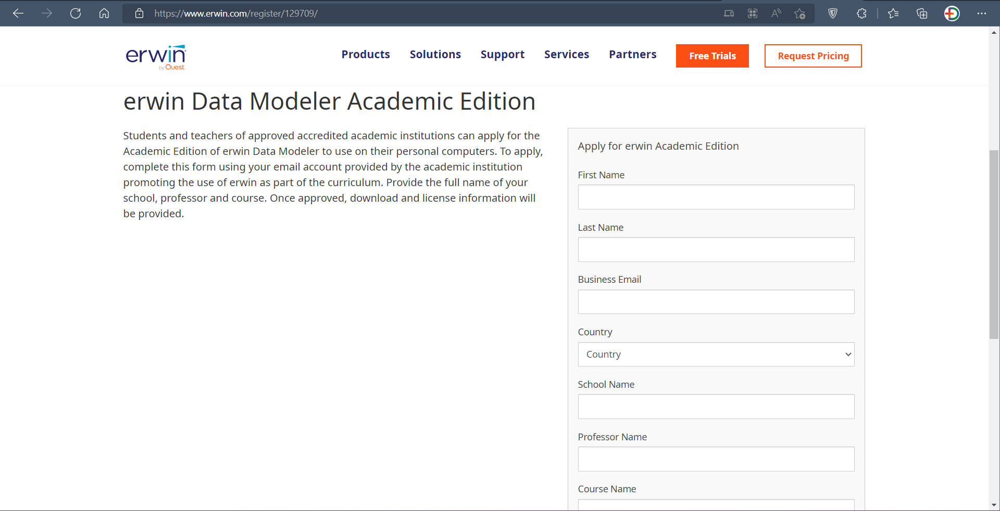 https://www.erwin.com/register/129709/
erwin
by Quest
Products Solutions Support Services Partners Free Trials Request Pricing
erwin Data Modeler Academic Edition
Students and teachers of approved accredited academic institutions can apply for the
Academic Edition of erwin Data Modeler to use on their personal computers. To apply,
complete this form using your email account provided by the academic institution
promoting the use of erwin as part of the curriculum. Provide the full name of your
school, professor and course. Once approved, download and license information will
be provided.
Apply for erwin Academic Edition
First Name
Last Name
Business Email
Country
Country
School Name
Professor Name
Course Name